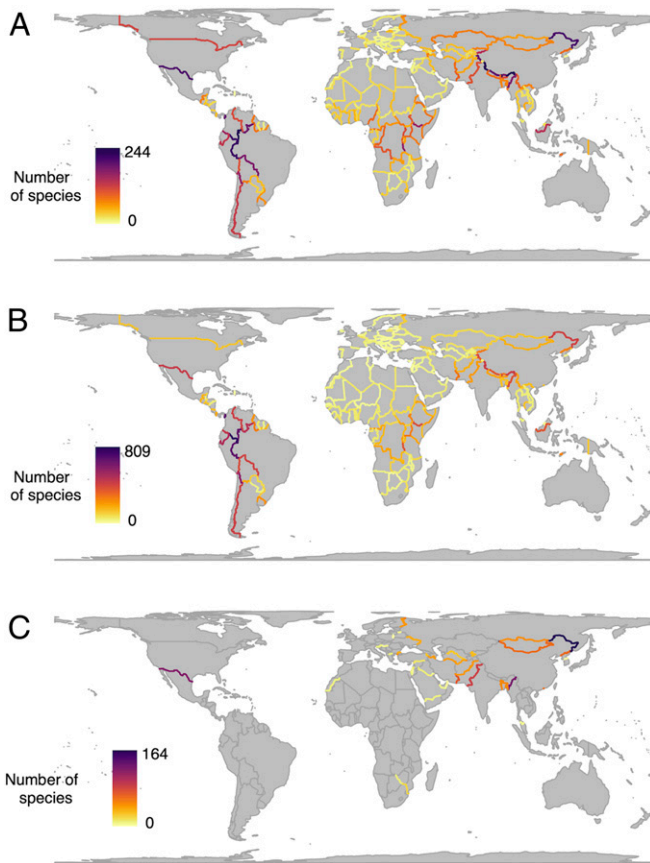 A
244
Number
of species
0
B
809
Number
of species
0
C
164
Number of
species
0